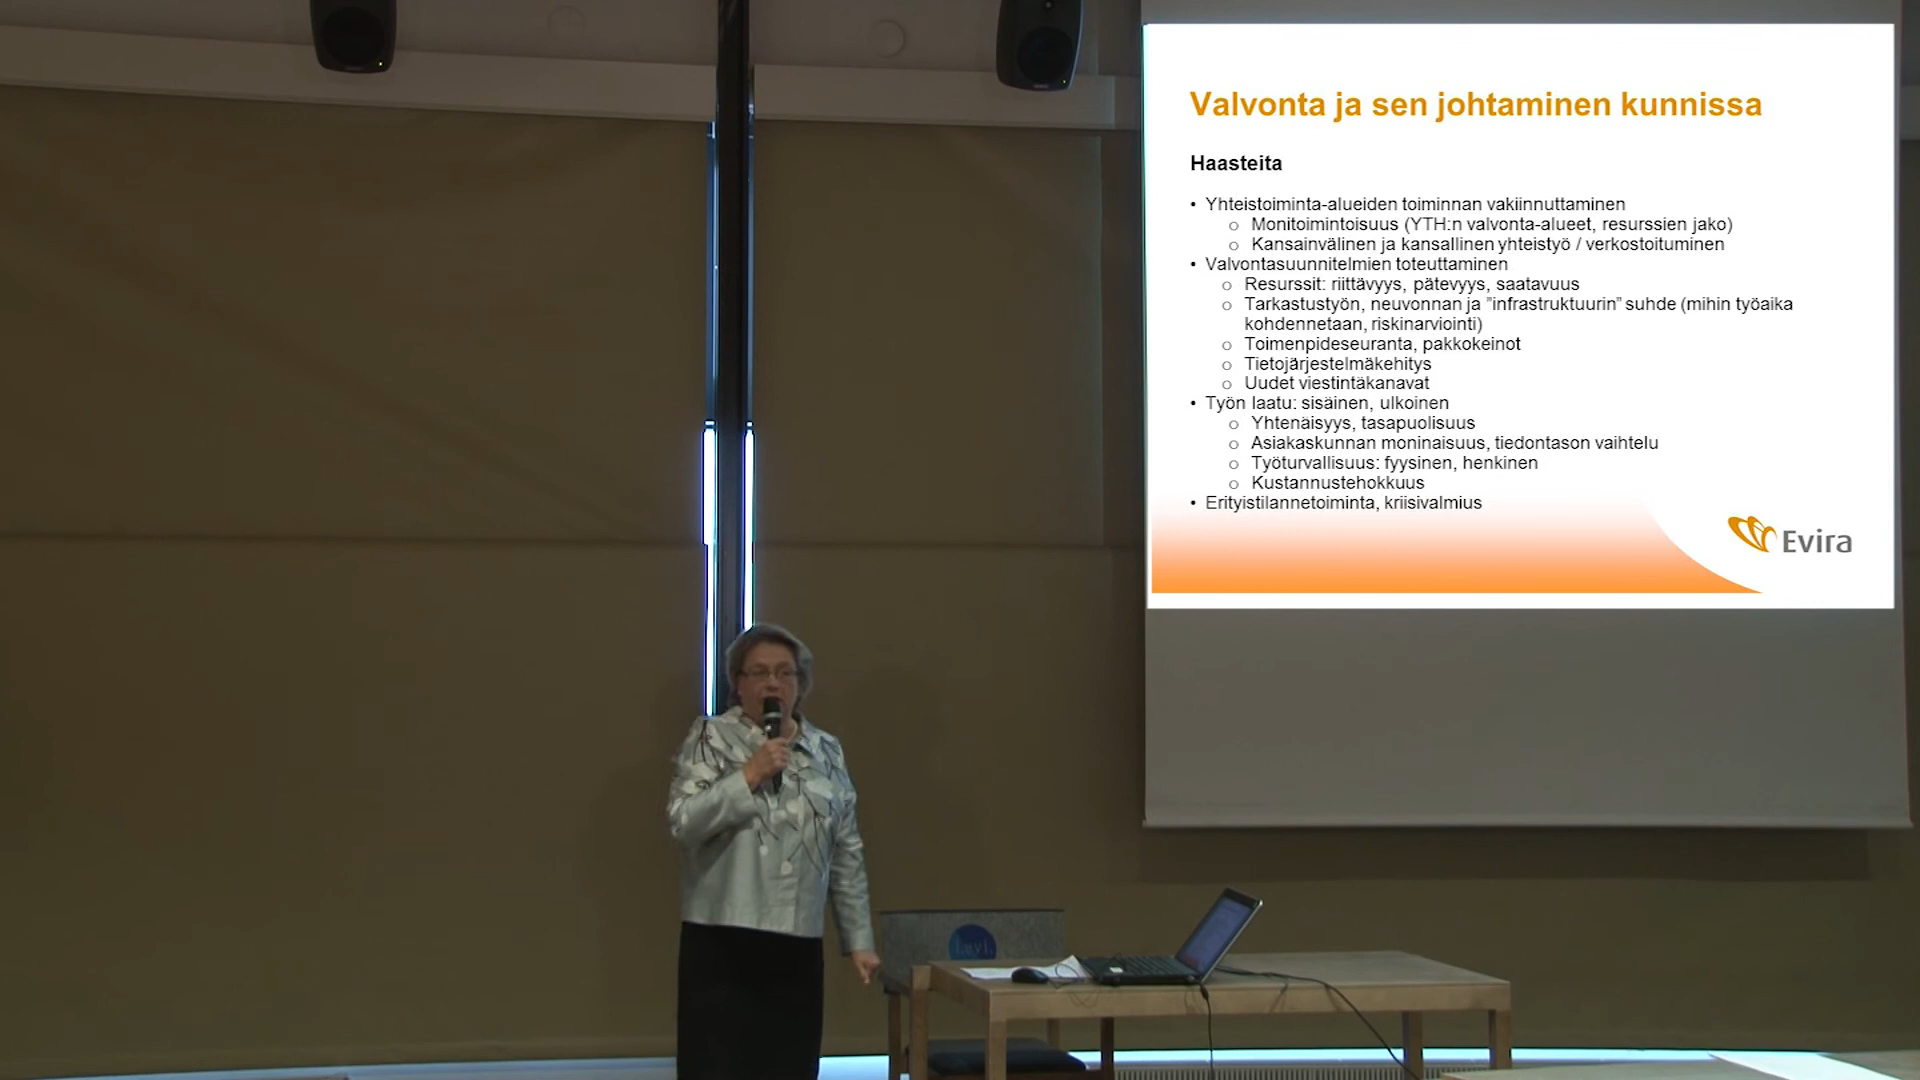 Valvonta ja sen johtaminen kunnissa
Haasteita
• Yhteistoiminta-alueiden toiminnan vakiinnuttaminen
o Monitoimintoisuus (YTH:n valvonta-alueet, resurssien jako)
o Kansainvälinen ja kansallinen yhteistyö / verkostoituminen
• Valvontasuunnitelmien toteuttaminen
o Resurssit: riittävyys, pätevyys, saatavuus
o Tarkastustyön, neuvonnan ja ”infrastruktuurin” suhde (mihin työaika
kohdennetaan, riskinarviointi)
o Toimenpideseuranta, pakkokeinot
o Tietojärjestelmäkehitys
o Uudet viestintäkanavat
• Työn laatu: sisäinen, ulkoinen
o Yhtenäisyys, tasapuolisuus
o Asiakaskunnan moninaisuus, tiedontason vaihtelu
o Työturvallisuus: fyysinen, henkinen
o Kustannustehokkuus
• Erityistilannetoiminta, kriisivalmius
Evira